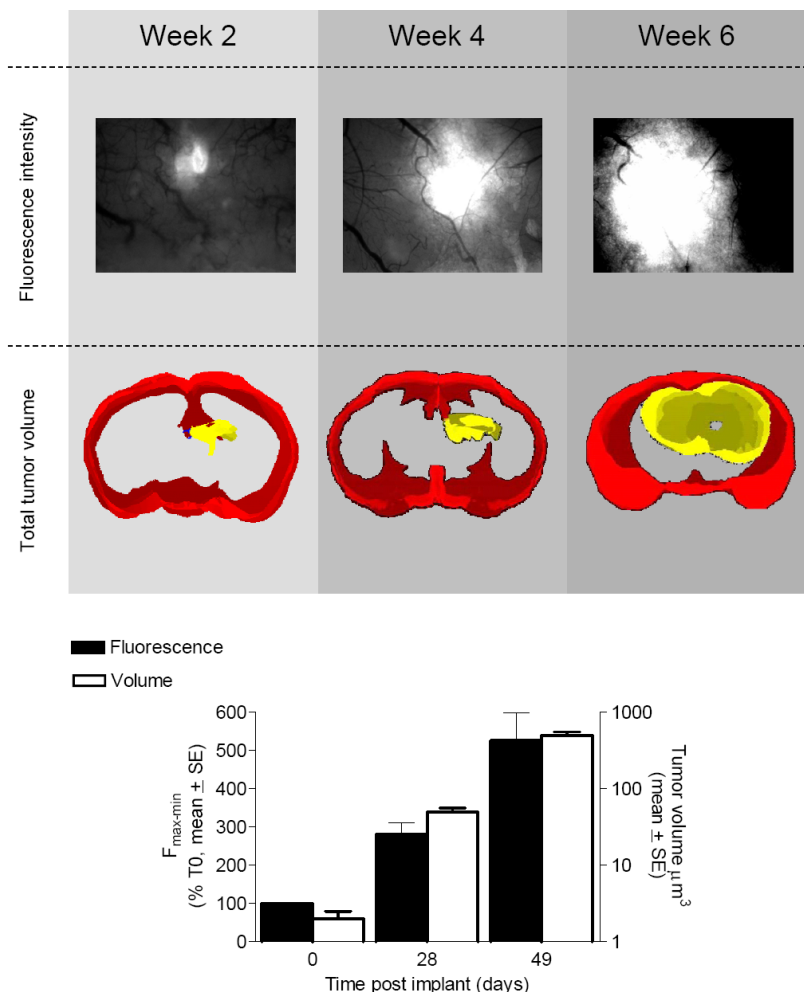 Week 2
Week 4
Week 6
Fluorescence intensity
Total tumor volume
Fluorescence
Volume
600
500
400
300
200
100
0
F max-min
(% T0, mean ± SE)
1000
100
10
1
Tumor volume μm³
(mean ± SE)
0
28
49
Time post implant (days)